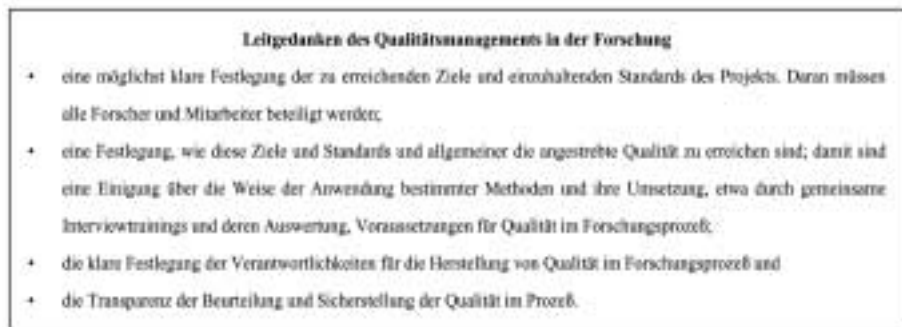 Leitgedanken des Qualitätsmanagements in der Forschung
• eine möglichst klare Festlegung der zu erreichenden Ziele und einzuhaltenden Standards des Projekts. Daran müssen
alle Forscher und Mitarbeiter beteiligt werden;
• eine Festlegung, wie diese Ziele und Standards und allgemeiner die angestrebte Qualität zu erreichen sind; damit sind
eine Einigung über die Weise der Anwendung bestimmter Methoden und ihre Umsetzung, etwa durch gemeinsame
Interviewtrainings und deren Auswertung, Voraussetzungen für Qualität im Forschungsprozeß;
• die klare Festlegung der Verantwortlichkeiten für die Herstellung von Qualität im Forschungsprozeß und
• die Transparenz der Beurteilung und Sicherstellung der Qualität im Prozeß.